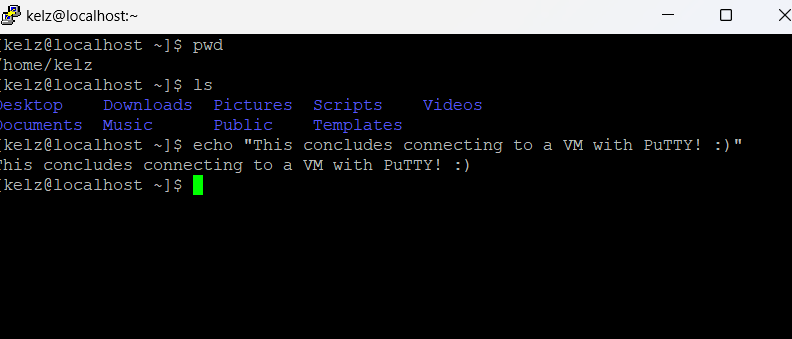 kelz@localhost:~
[kelz@localhost ~]$ pwd
/home/kelz
[kelz@localhost ~]$ ls
Desktop    Downloads  Pictures  Scripts    Videos
Documents  Music      Public    Templates
[kelz@localhost ~]$ echo "This concludes connecting to a VM with PuTTY! :)"
This concludes connecting to a VM with PuTTY! :)
[kelz@localhost ~]$